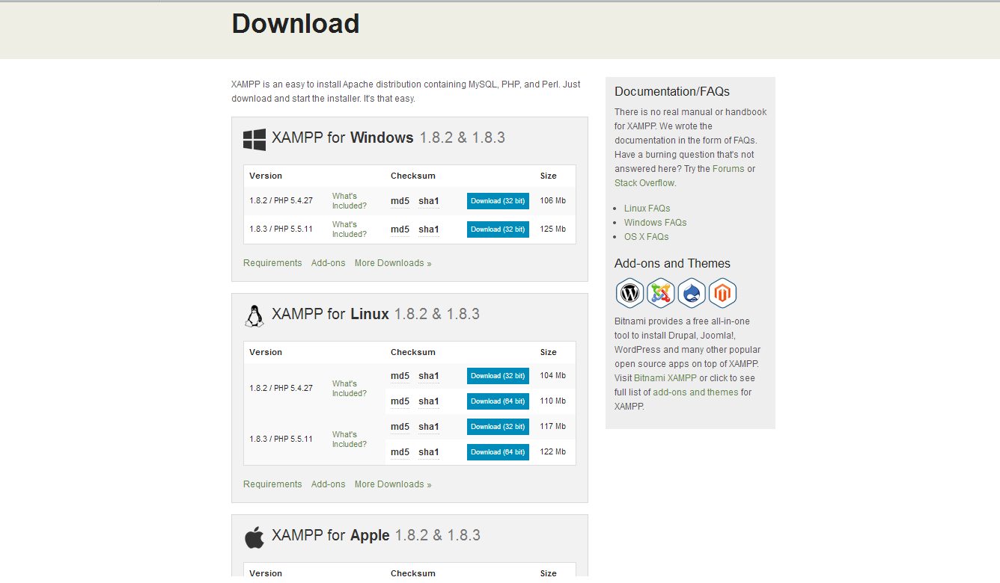 Download
XAMPP is an easy to install Apache distribution containing MySQL, PHP, and Perl. Just
download and start the installer. It's that easy.
XAMPP for Windows 1.8.2 & 1.8.3
Version Checksum Size
1.8.2 / PHP 5.4.27 What's Included? md5 sha1 Download (32 bit) 106 Mb
1.8.3 / PHP 5.5.11 What's Included? md5 sha1 Download (32 bit) 125 Mb
Requirements Add-ons More Downloads »
XAMPP for Linux 1.8.2 & 1.8.3
Version Checksum Size
1.8.2 / PHP 5.4.27 What's Included? md5 sha1 Download (32 bit) 104 Mb
md5 sha1 Download (64 bit) 110 Mb
1.8.3 / PHP 5.5.11 What's Included? md5 sha1 Download (32 bit) 117 Mb
md5 sha1 Download (64 bit) 122 Mb
Requirements Add-ons More Downloads »
XAMPP for Apple 1.8.2 & 1.8.3
Version Checksum Size
Documentation/FAQs
There is no real manual or handbook
for XAMPP. We wrote the
documentation in the form of FAQs.
Have a burning question that's not
answered here? Try the Forums or
Stack Overflow.
Linux FAQs
Windows FAQs
OS X FAQs
Add-ons and Themes
Bitnami provides a free all-in-one
tool to install Drupal, Joomla!,
WordPress and many other popular
open source apps on top of XAMPP.
Visit Bitnami XAMPP or click to see
full list of add-ons and themes for
XAMPP.